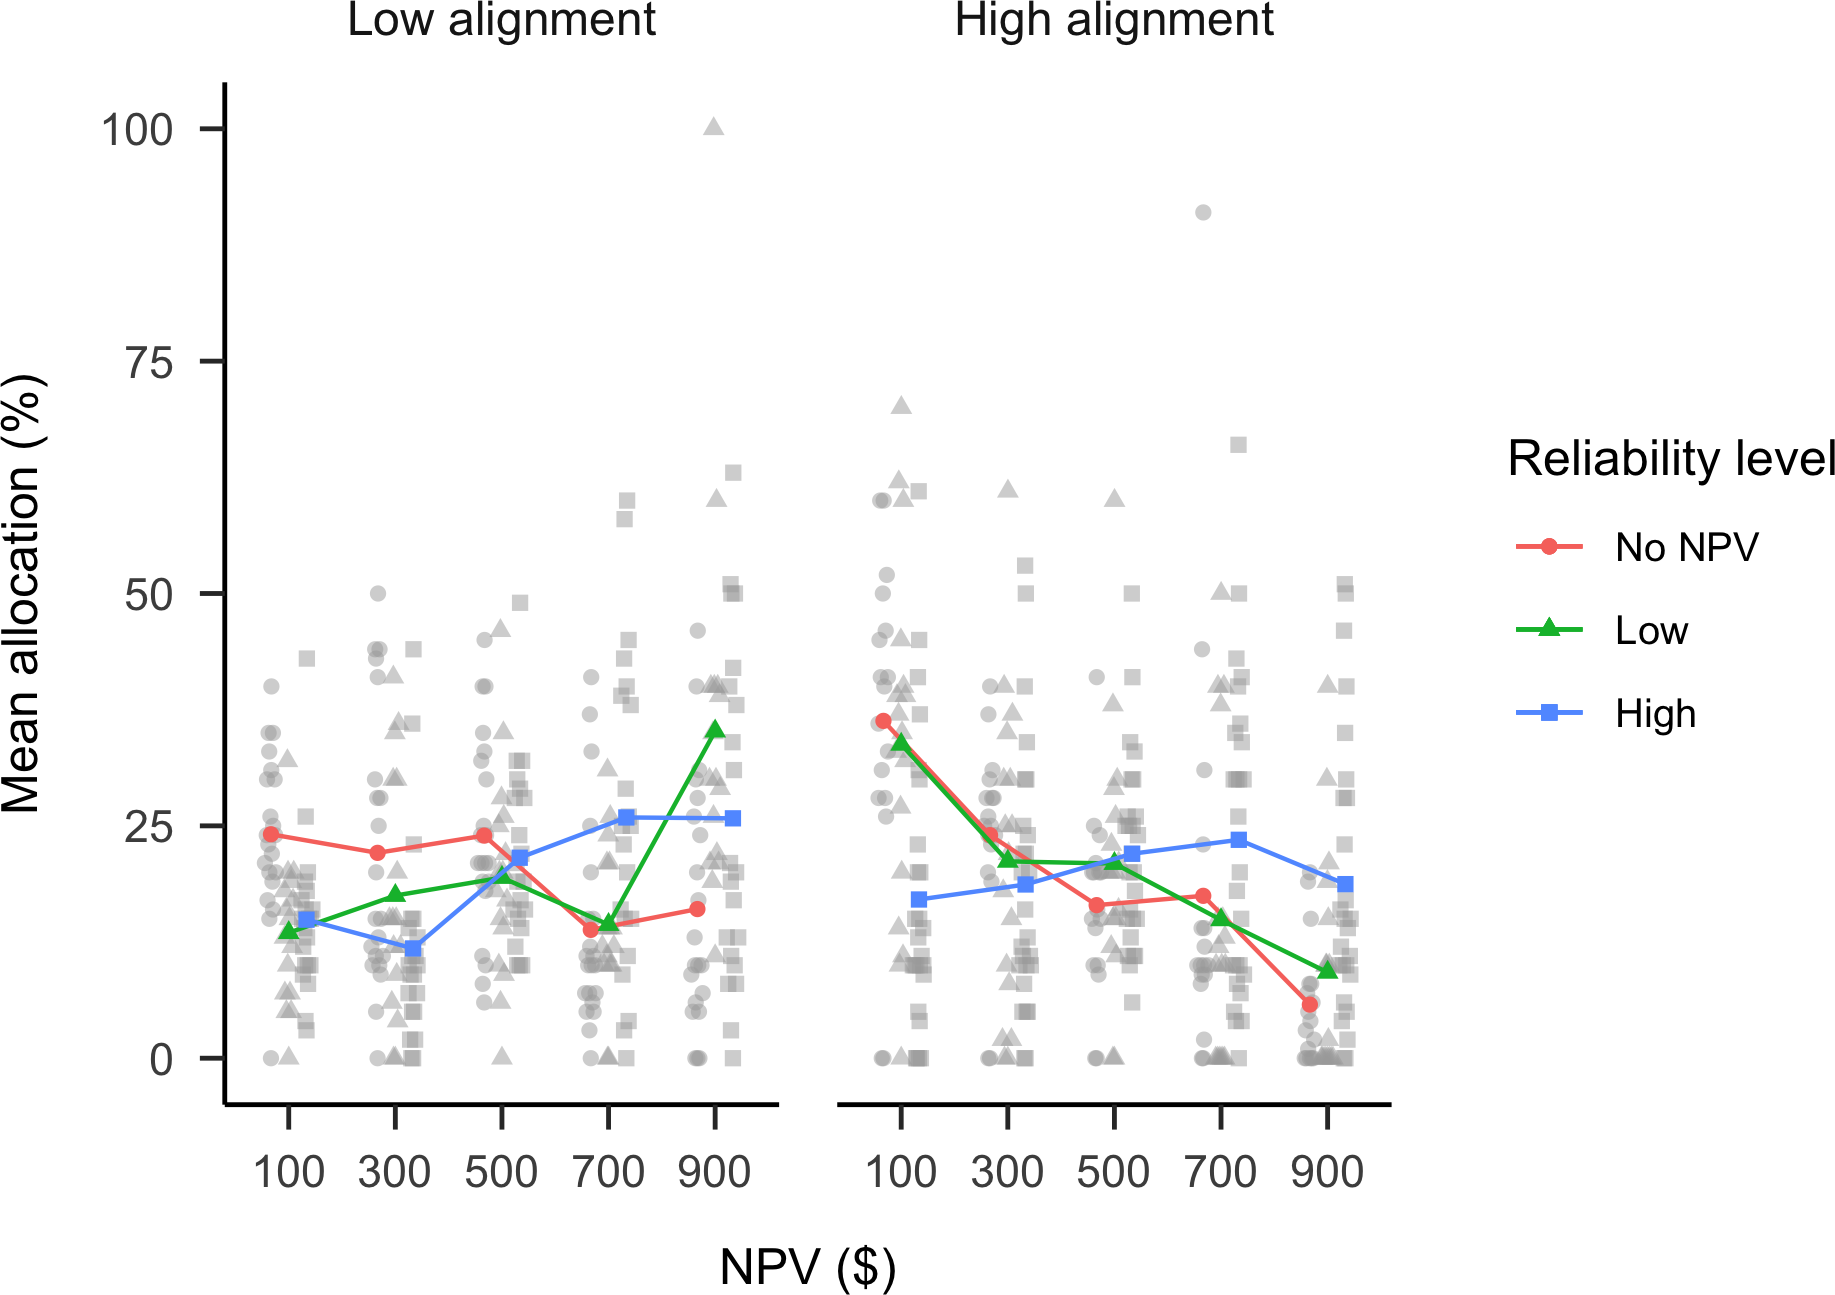 Low alignment
High alignment
Mean allocation (%)
100
75
50
25
0
100 300 500 700 900
100 300 500 700 900
NPV ($)
Reliability level
No NPV
Low
High